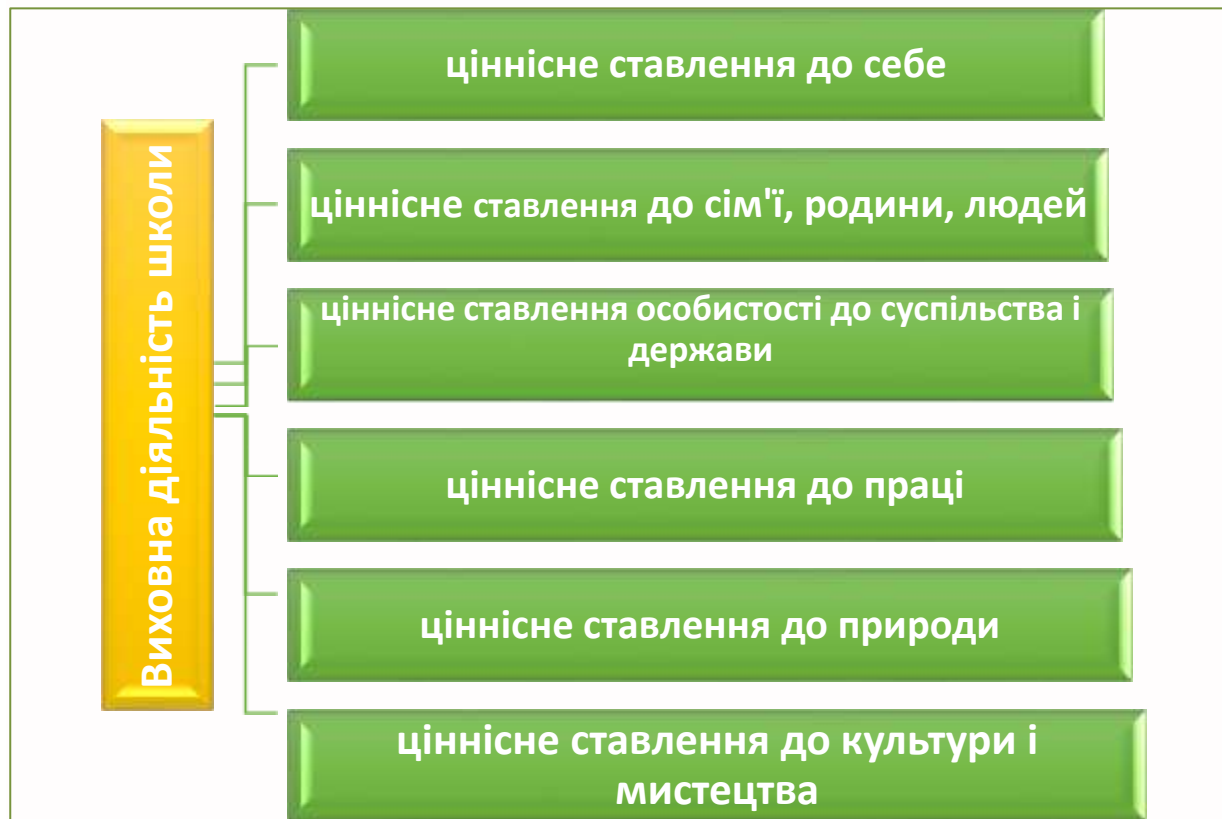 Виховна діяльність школи
ціннісне ставлення до себе
ціннісне ставлення до сім'ї, родини, людей
ціннісне ставлення особистості до суспільства і
держави
ціннісне ставлення до праці
ціннісне ставлення до природи
ціннісне ставлення до культури і
мистецтва